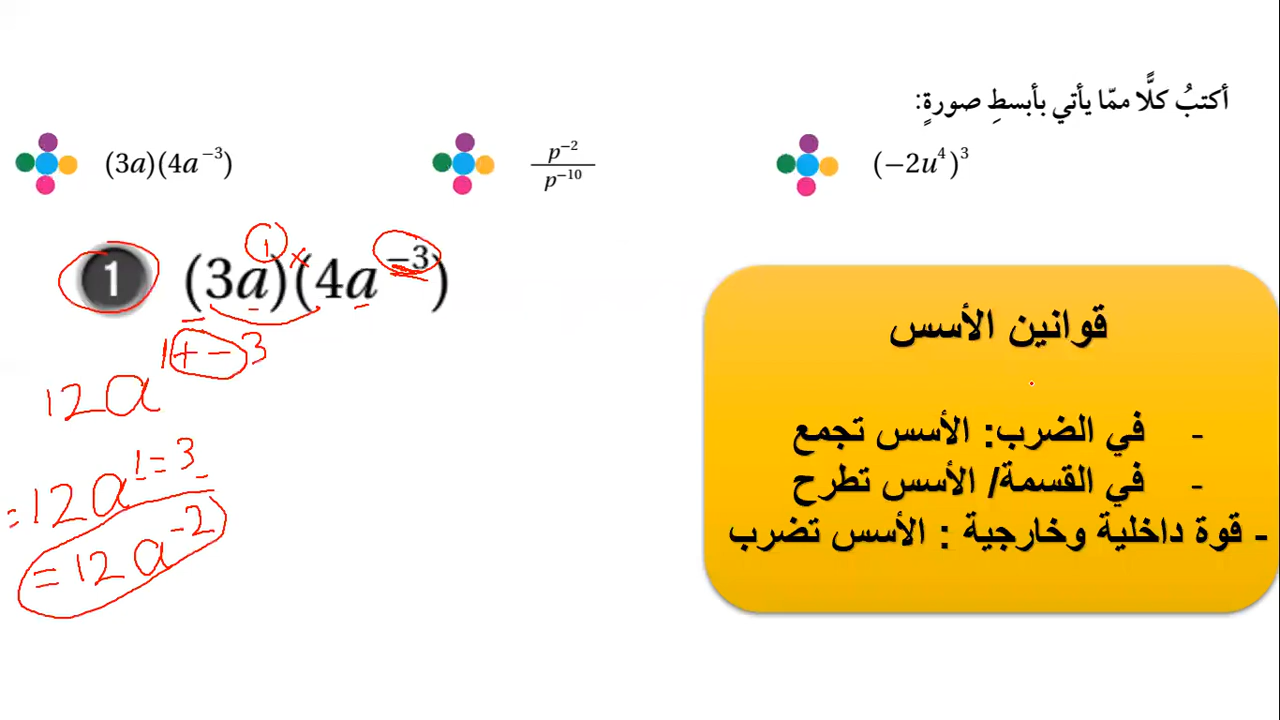 أكتبُ كلًّا ممّا يأتي بأبسطِ صورةٍ:
(3a)(4a⁻³)
p⁻²
p⁻¹⁰
(−2u⁴)³
1 (3a)¹×(4a⁻³)
12a¹⁺⁻³
=12a¹⁼³
=12a⁻²
قوانين الأسس
- في الضرب: الأسس تجمع
- في القسمة/ الأسس تطرح
- قوة داخلية وخارجية : الأسس تضرب